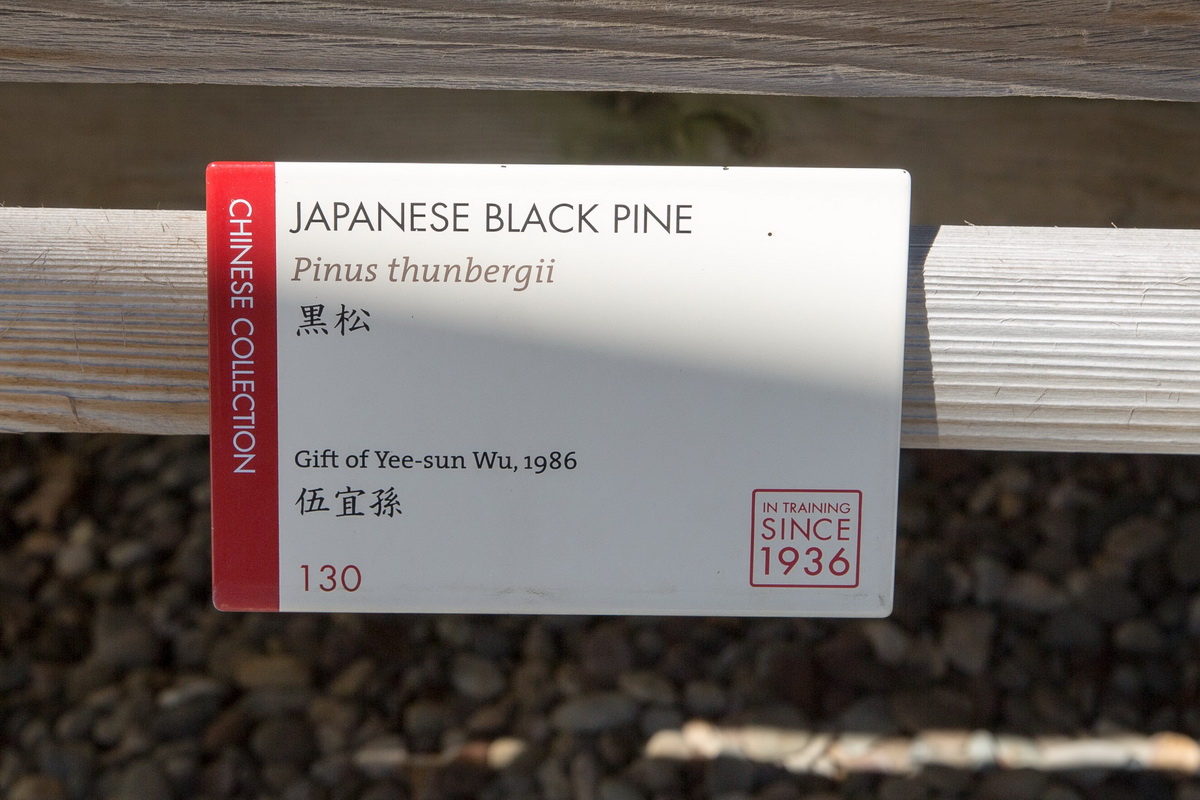 CHINESE COLLECTION
JAPANESE BLACK PINE
Pinus thunbergii
黒松
Gift of Yee-sun Wu, 1986
伍宜孫
130
IN TRAINING
SINCE
1936